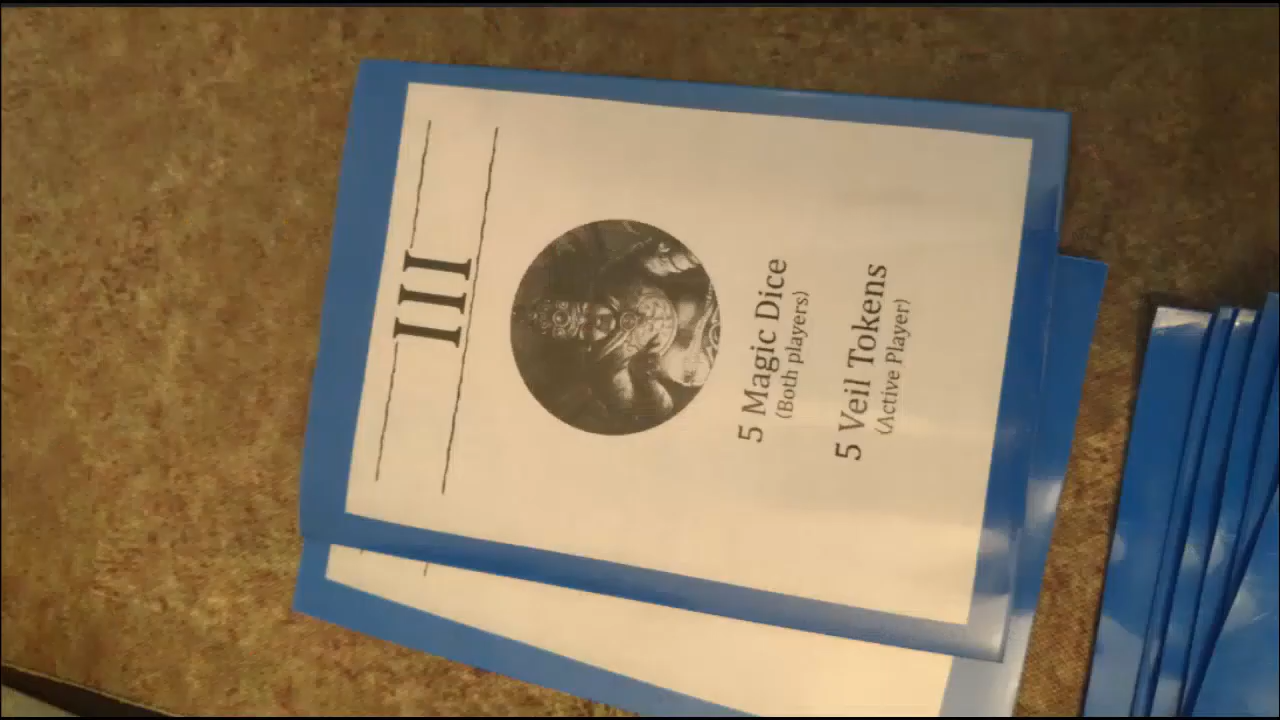 III
5 Magic Dice
(Both players)
5 Veil Tokens
(Active Player)